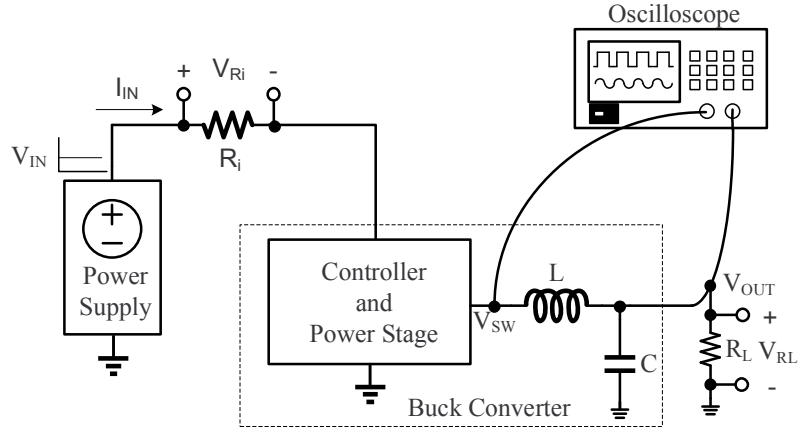 Oscilloscope
+ VRi -
IIN
VIN
Ri
+
Power
Supply
Controller
and
Power Stage
L
VSW
VOUT
+
RL VRL
C
-
Buck Converter